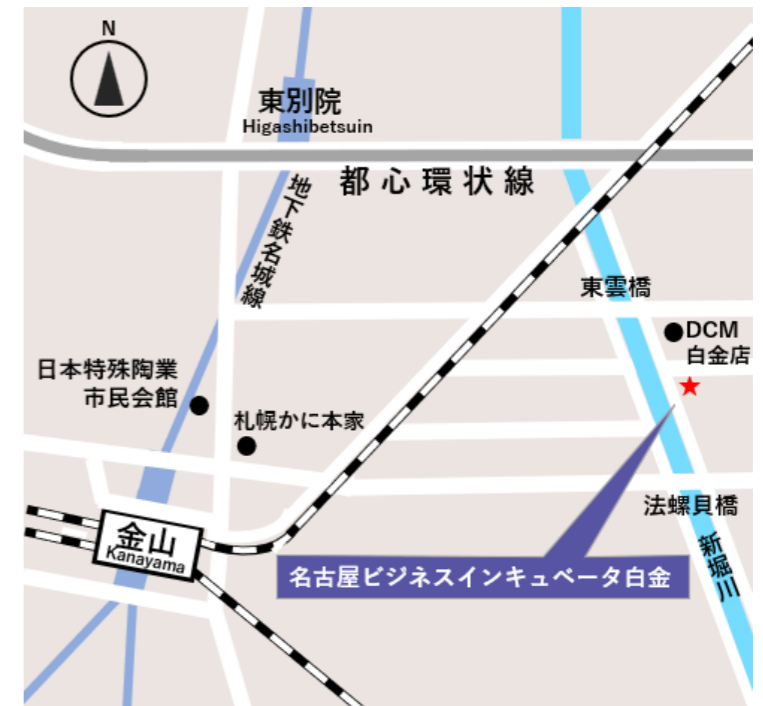 N
東別院
Higashibetsuin
都心環状線
地下鉄名城線
東雲橋
DCM
白金店
日本特殊陶業
市民会館
札幌かに本家
法螺貝橋
金山
Kanayama
新堀川
名古屋ビジネスインキュベータ白金